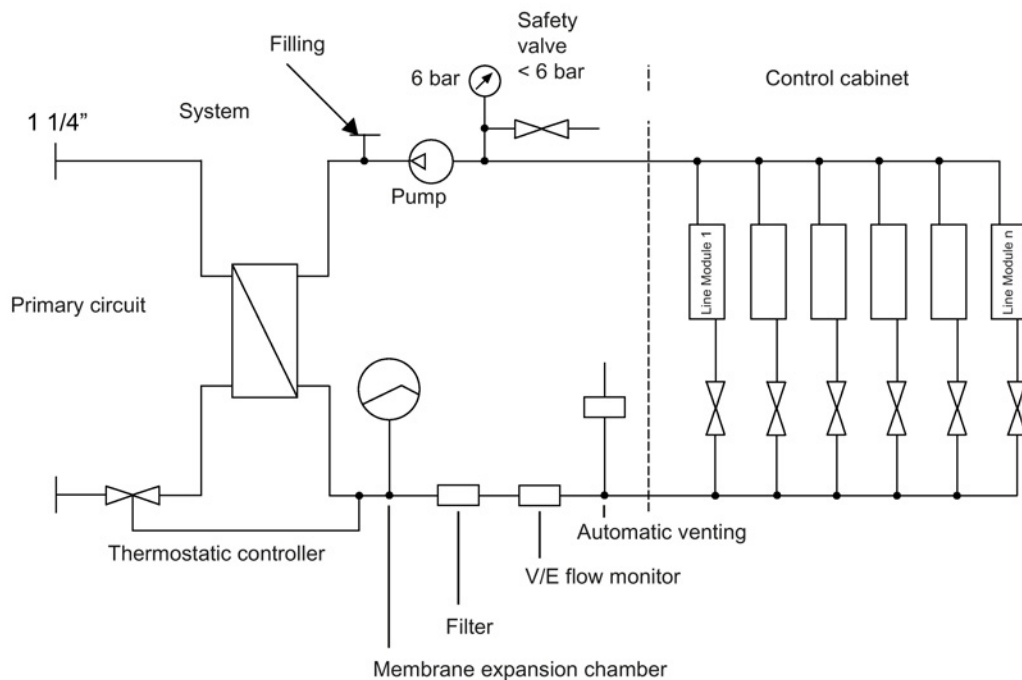 Safety
valve
< 6 bar
Filling
6 bar
Control cabinet
System
1 1/4”
Pump
Line Module 1
Line Module n
Primary circuit
Automatic venting
Thermostatic controller
V/E flow monitor
Filter
Membrane expansion chamber